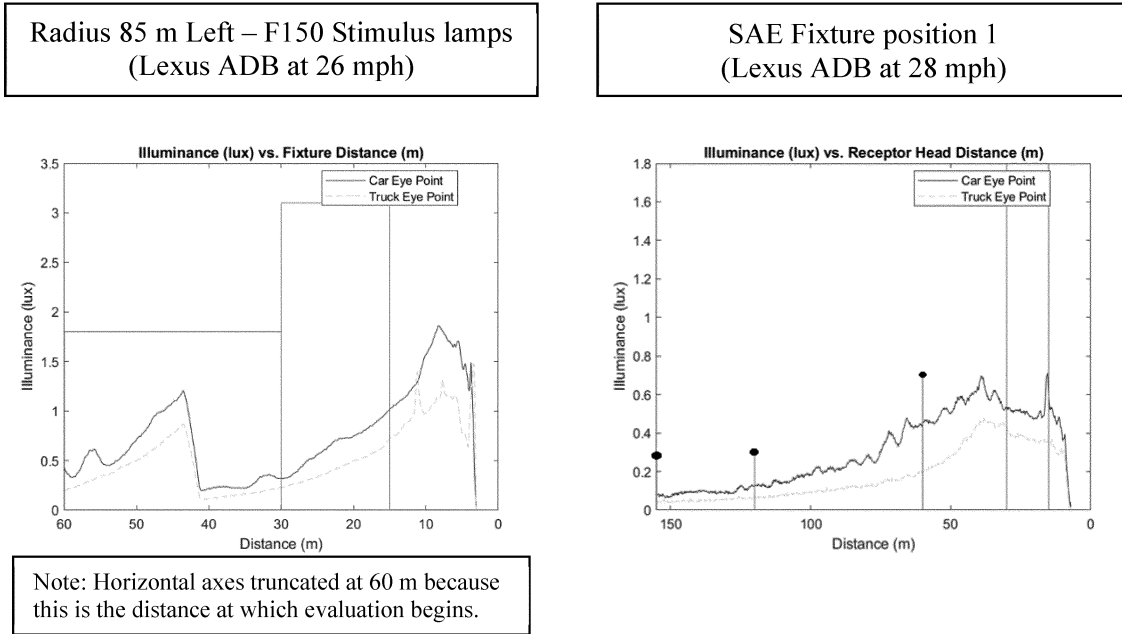 Radius 85 m Left – F150 Stimulus lamps
(Lexus ADB at 26 mph)
SAE Fixture position 1
(Lexus ADB at 28 mph)
Illuminance (lux) vs. Fixture Distance (m)
3.5
3
2.5
2
1.5
1
0.5
0
Illuminance (lux)
Car Eye Point
Truck Eye Point
60
50
40
30
20
10
0
Distance (m)
Illuminance (lux) vs. Receptor Head Distance (m)
1.8
1.6
1.4
1.2
1
0.8
0.6
0.4
0.2
0
Illuminance (lux)
Car Eye Point
Truck Eye Point
150
100
50
0
Distance (m)
Note: Horizontal axes truncated at 60 m because
this is the distance at which evaluation begins.